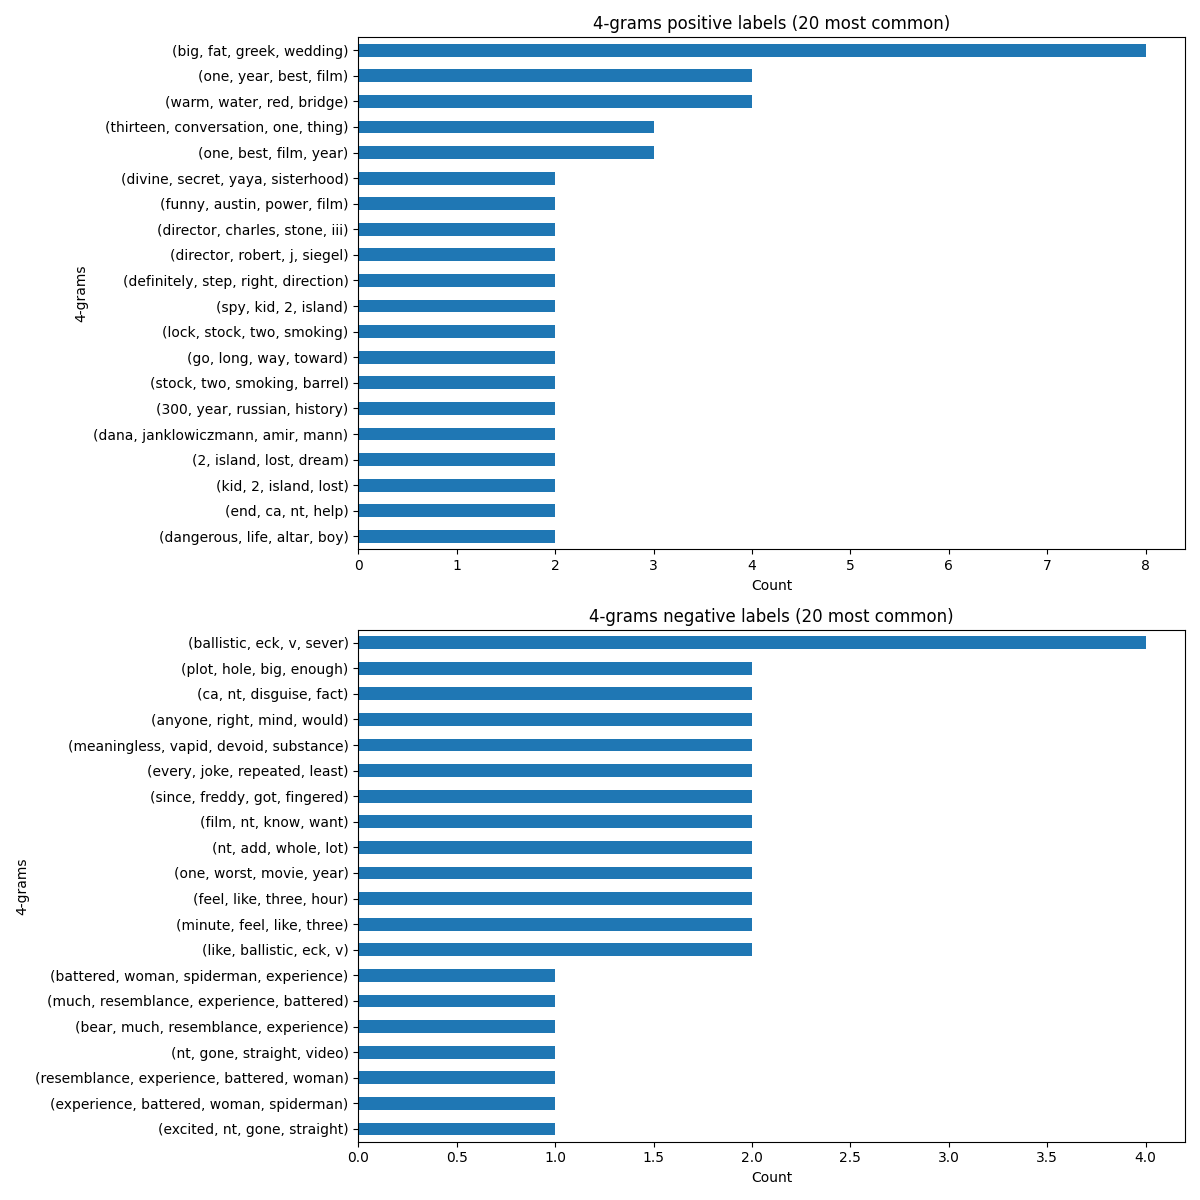 4-grams positive labels (20 most common)
(big, fat, greek, wedding)
(one, year, best, film)
(warm, water, red, bridge)
(thirteen, conversation, one, thing)
(one, best, film, year)
(divine, secret, yaya, sisterhood)
(funny, austin, power, film)
(director, charles, stone, iii)
(director, robert, j, siegel)
(definitely, step, right, direction)
(spy, kid, 2, island)
(lock, stock, two, smoking)
(go, long, way, toward)
(stock, two, smoking, barrel)
(300, year, russian, history)
(dana, janklowiczmann, amir, mann)
(2, island, lost, dream)
(kid, 2, island, lost)
(end, ca, nt, help)
(dangerous, life, altar, boy)
4-grams
0 1 2 3 4 5 6 7 8
Count
4-grams negative labels (20 most common)
(ballistic, eck, v, sever)
(plot, hole, big, enough)
(ca, nt, disguise, fact)
(anyone, right, mind, would)
(meaningless, vapid, devoid, substance)
(every, joke, repeated, least)
(since, freddy, got, fingered)
(film, nt, know, want)
(nt, add, whole, lot)
(one, worst, movie, year)
(feel, like, three, hour)
(minute, feel, like, three)
(like, ballistic, eck, v)
(battered, woman, spiderman, experience)
(much, resemblance, experience, battered)
(bear, much, resemblance, experience)
(nt, gone, straight, video)
(resemblance, experience, battered, woman)
(experience, battered, woman, spiderman)
(excited, nt, gone, straight)
4-grams
0.0 0.5 1.0 1.5 2.0 2.5 3.0 3.5 4.0
Count